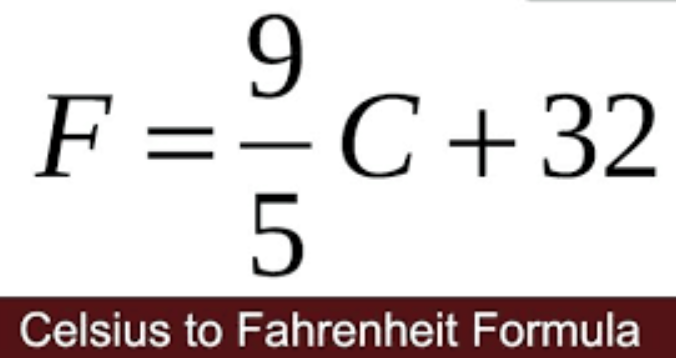 F = 9/5 C + 32
Celsius to Fahrenheit Formula